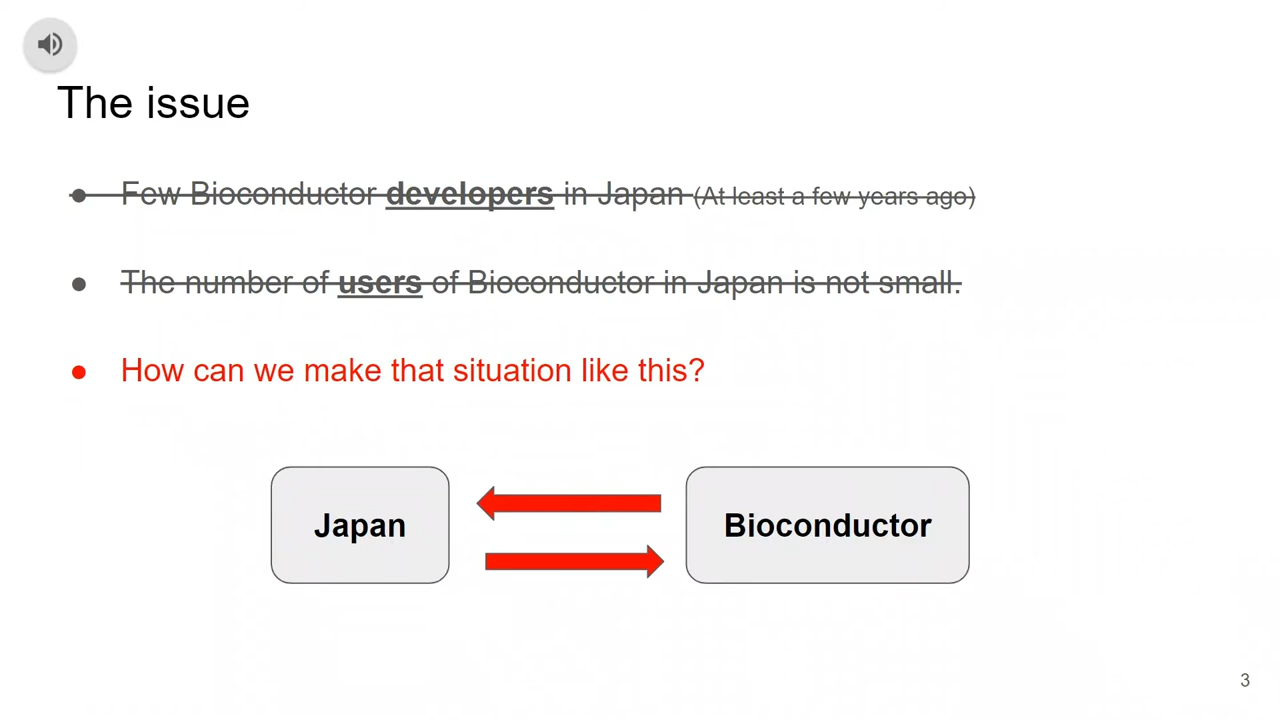 The issue
● Few Bioconductor developers in Japan (At least a few years ago)
● The number of users of Bioconductor in Japan is not small.
● How can we make that situation like this?
Japan
Bioconductor
3